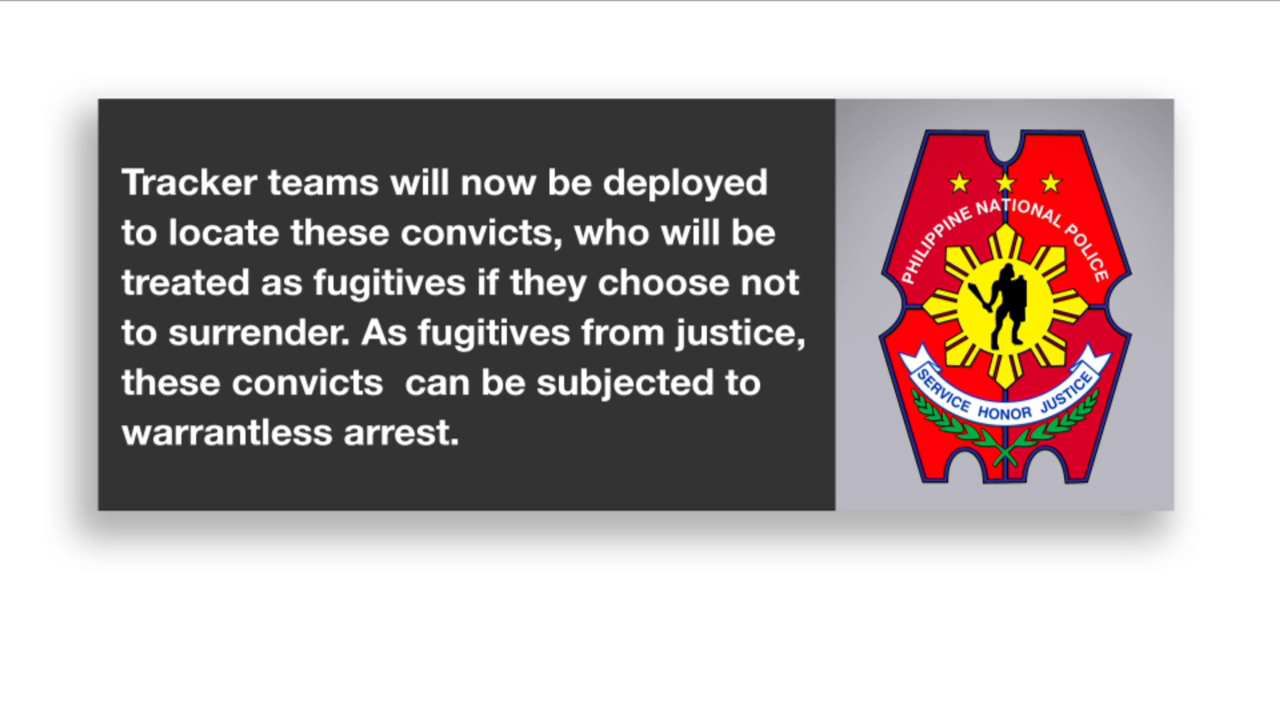 Tracker teams will now be deployed
to locate these convicts, who will be
treated as fugitives if they choose not
to surrender. As fugitives from justice,
these convicts  can be subjected to
warrantless arrest.
PHILIPPINE NATIONAL POLICE
SERVICE HONOR JUSTICE